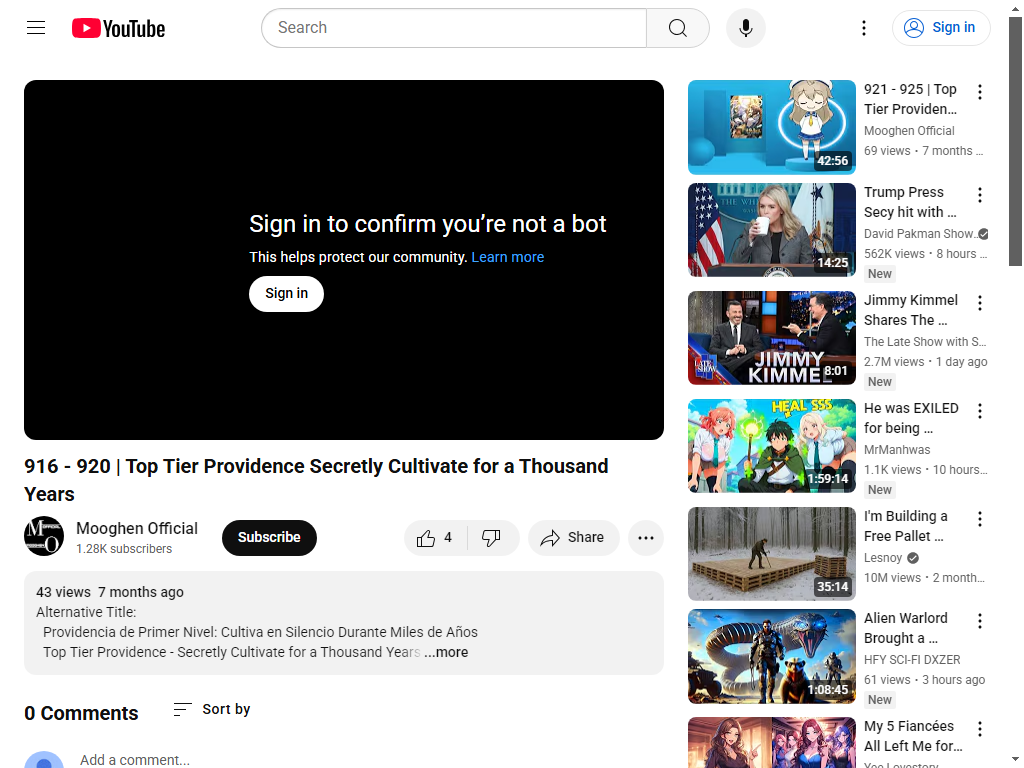 YouTube
Search
Sign in
Sign in to confirm you’re not a bot
This helps protect our community. Learn more
Sign in
916 - 920 | Top Tier Providence Secretly Cultivate for a Thousand
Years
Mooghen Official
1.28K subscribers
Subscribe
4
Share
43 views 7 months ago
Alternative Title:
Providencia de Primer Nivel: Cultiva en Silencio Durante Miles de Años
Top Tier Providence - Secretly Cultivate for a Thousand Years ...more
0 Comments
Sort by
Add a comment...
42:56
921 - 925 | Top
Tier Providen...
Mooghen Official
69 views • 7 months ...
14:25
Trump Press
Secy hit with ...
David Pakman Show...
562K views • 8 hours ...
New
JIMMY
KIMMEL
LATE
SHOW
8:01
Jimmy Kimmel
Shares The ...
The Late Show with S...
2.7M views • 1 day ago
New
HEAL SSS
1:59:14
He was EXILED
for being ...
MrManhwas
1.1K views • 10 hours...
New
35:14
I'm Building a
Free Pallet ...
Lesnoy
10M views • 2 month...
1:08:45
Alien Warlord
Brought a ...
HFY SCI-FI DXZER
61 views • 3 hours ago
New
My 5 Fiancées
All Left Me for...